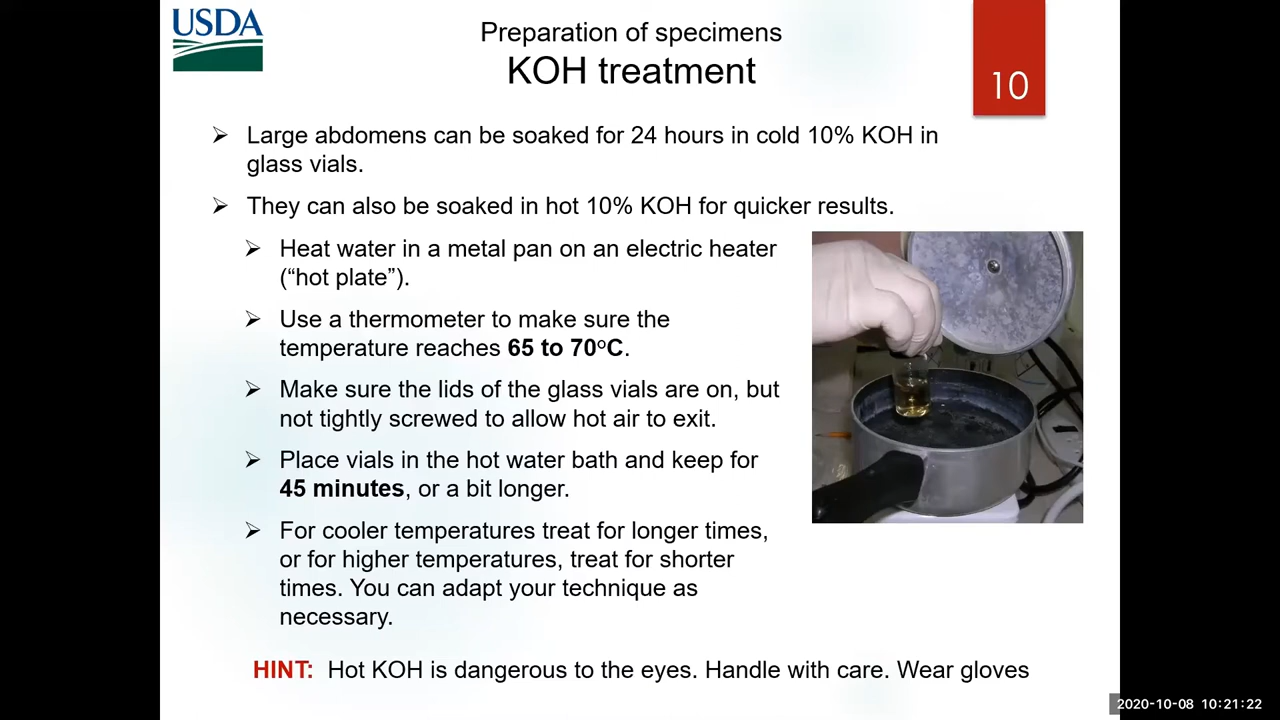 USDA
Preparation of specimens
KOH treatment
10
➢ Large abdomens can be soaked for 24 hours in cold 10% KOH in
glass vials.
➢ They can also be soaked in hot 10% KOH for quicker results.
➢ Heat water in a metal pan on an electric heater
(“hot plate”).
➢ Use a thermometer to make sure the
temperature reaches 65 to 70°C.
➢ Make sure the lids of the glass vials are on, but
not tightly screwed to allow hot air to exit.
➢ Place vials in the hot water bath and keep for
45 minutes, or a bit longer.
➢ For cooler temperatures treat for longer times,
or for higher temperatures, treat for shorter
times. You can adapt your technique as
necessary.
HINT: Hot KOH is dangerous to the eyes. Handle with care. Wear gloves
2020-10-08 10:21:22